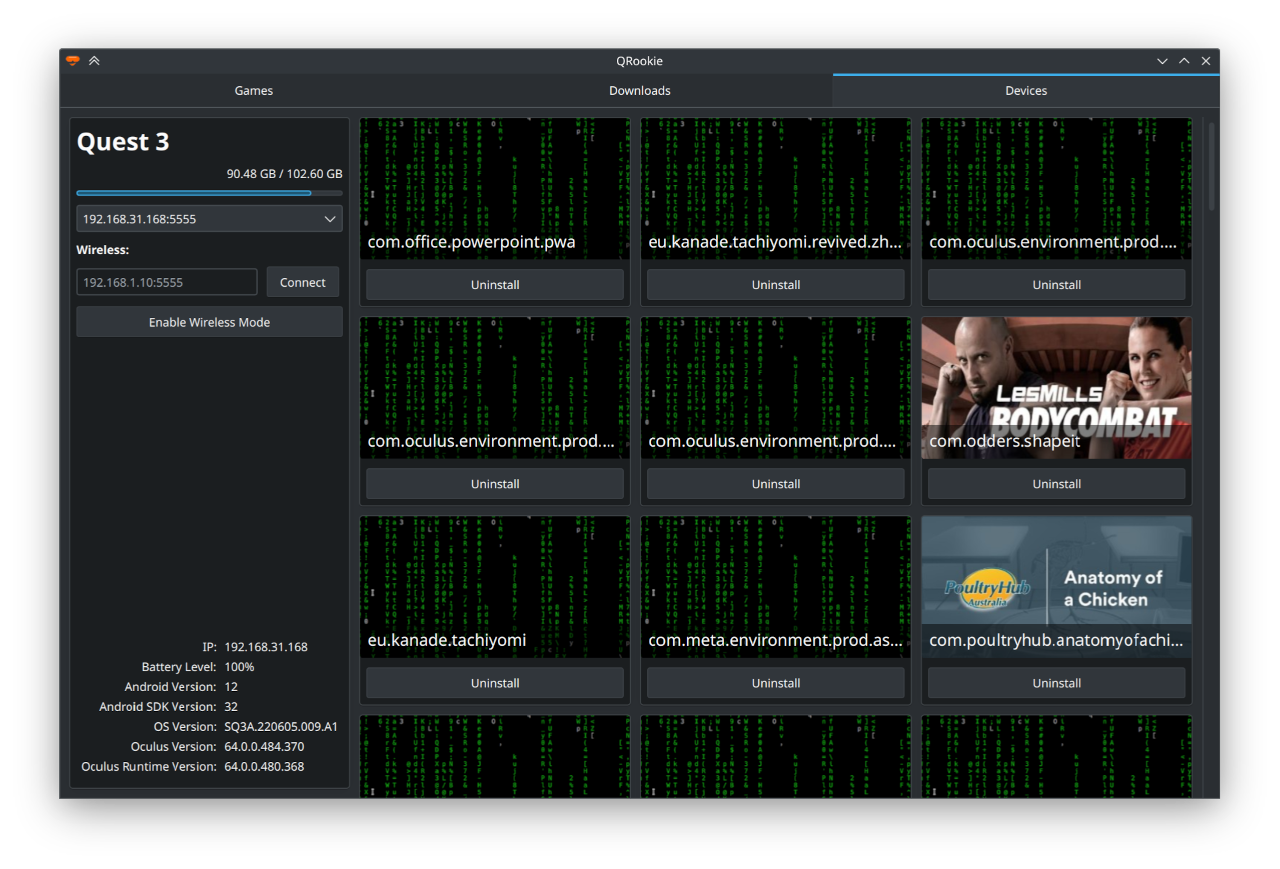 QRookie
Games
Downloads
Devices
Quest 3
90.48 GB / 102.60 GB
192.168.31.168:5555
Wireless:
192.168.1.10:5555
Connect
Enable Wireless Mode
IP: 192.168.31.168
Battery Level: 100%
Android Version: 12
Android SDK Version: 32
OS Version: SQ3A.220605.009.A1
Oculus Version: 64.0.0.484.370
Oculus Runtime Version: 64.0.0.480.368
com.office.powerpoint.pwa
Uninstall
eu.kanade.tachiyomi.revived.zh...
Uninstall
com.oculus.environment.prod....
Uninstall
com.oculus.environment.prod....
Uninstall
com.oculus.environment.prod....
Uninstall
LESMILLS
BODYCOMBAT
com.odders.shapeit
Uninstall
eu.kanade.tachiyomi
Uninstall
com.meta.environment.prod.as...
Uninstall
PoultryHub
Australia
Anatomy of
a Chicken
com.poultryhub.anatomyofachi...
Uninstall